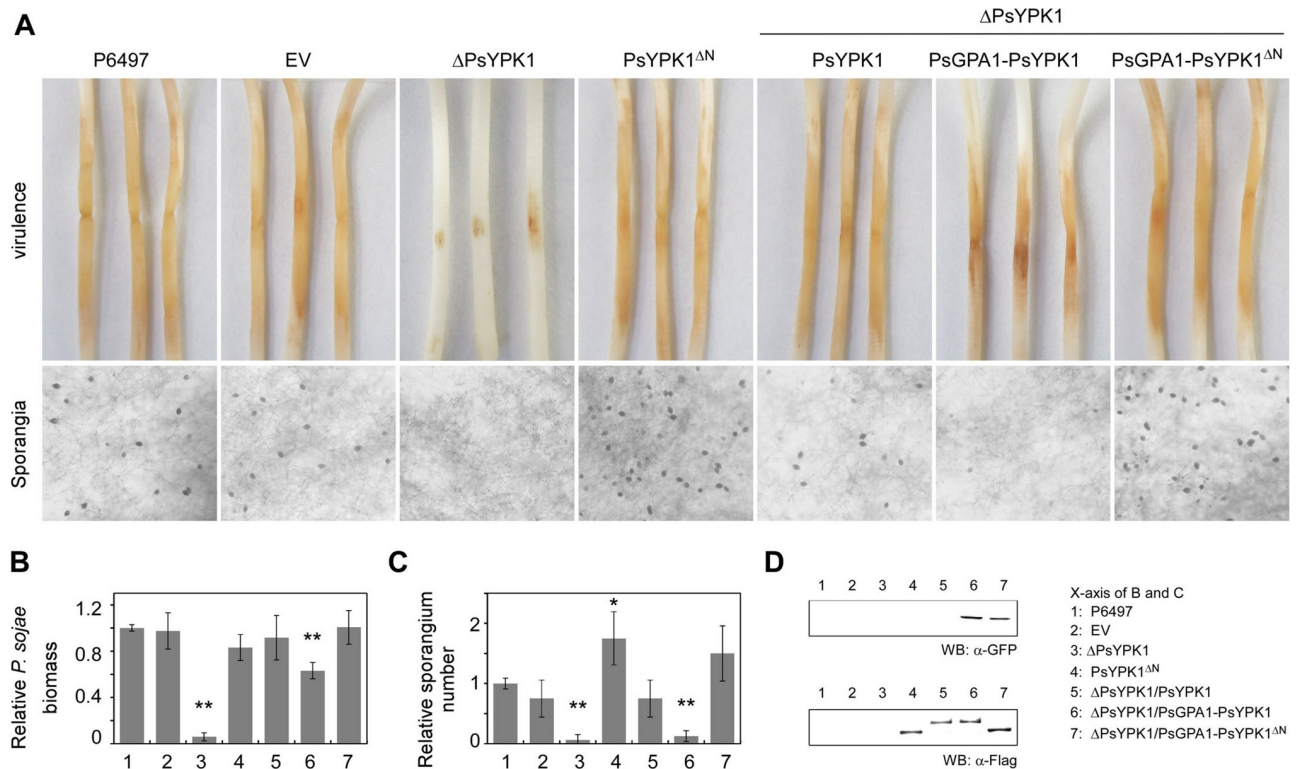 A
ΔPsYPK1
P6497 EV ΔPsYPK1 PsYPK1ΔN PsYPK1 PsGPA1-PsYPK1 PsGPA1-PsYPK1ΔN
virulence
Sporangia
B
Relative P. sojae
biomass
1.2
0.8
0.4
0
** **
1 2 3 4 5 6 7
C
Relative sporangium
number
2
1
0
** * **
1 2 3 4 5 6 7
D
1 2 3 4 5 6 7
WB: α-GFP
1 2 3 4 5 6 7
WB: α-Flag
X-axis of B and C
1: P6497
2: EV
3: ΔPsYPK1
4: PsYPK1ΔN
5: ΔPsYPK1/PsYPK1
6: ΔPsYPK1/PsGPA1-PsYPK1
7: ΔPsYPK1/PsGPA1-PsYPK1ΔN